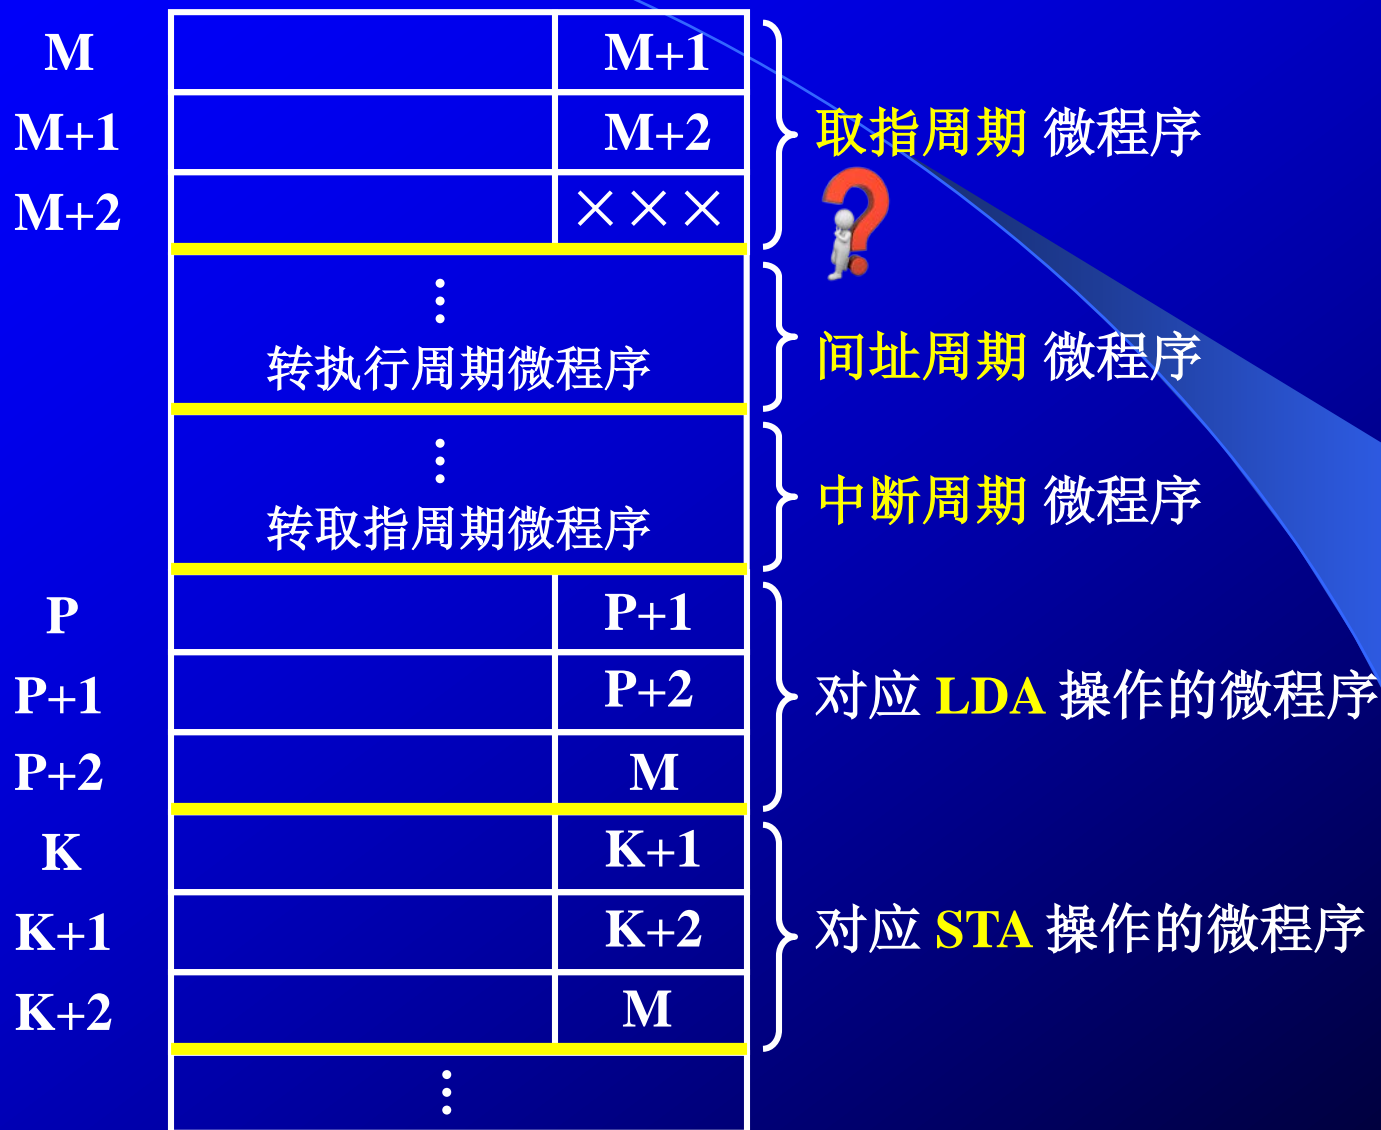 M M+1
M+1 M+2 取指周期 微程序
M+2 ×××
⋮
转执行周期微程序 间址周期 微程序
⋮
转取指周期微程序 中断周期 微程序
P P+1
P+1 P+2 对应 LDA 操作的微程序
P+2 M
K K+1
K+1 K+2 对应 STA 操作的微程序
K+2 M
⋮